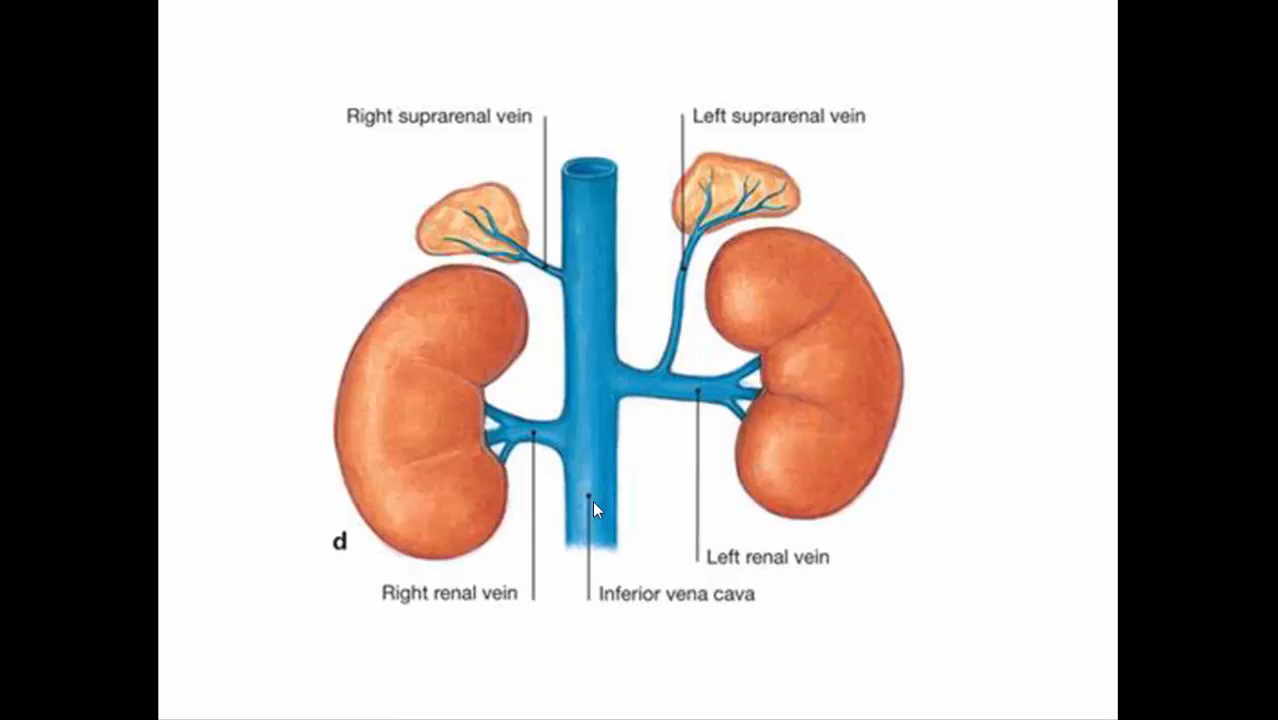 Right suprarenal vein
Left suprarenal vein
d
Left renal vein
Right renal vein
Inferior vena cava